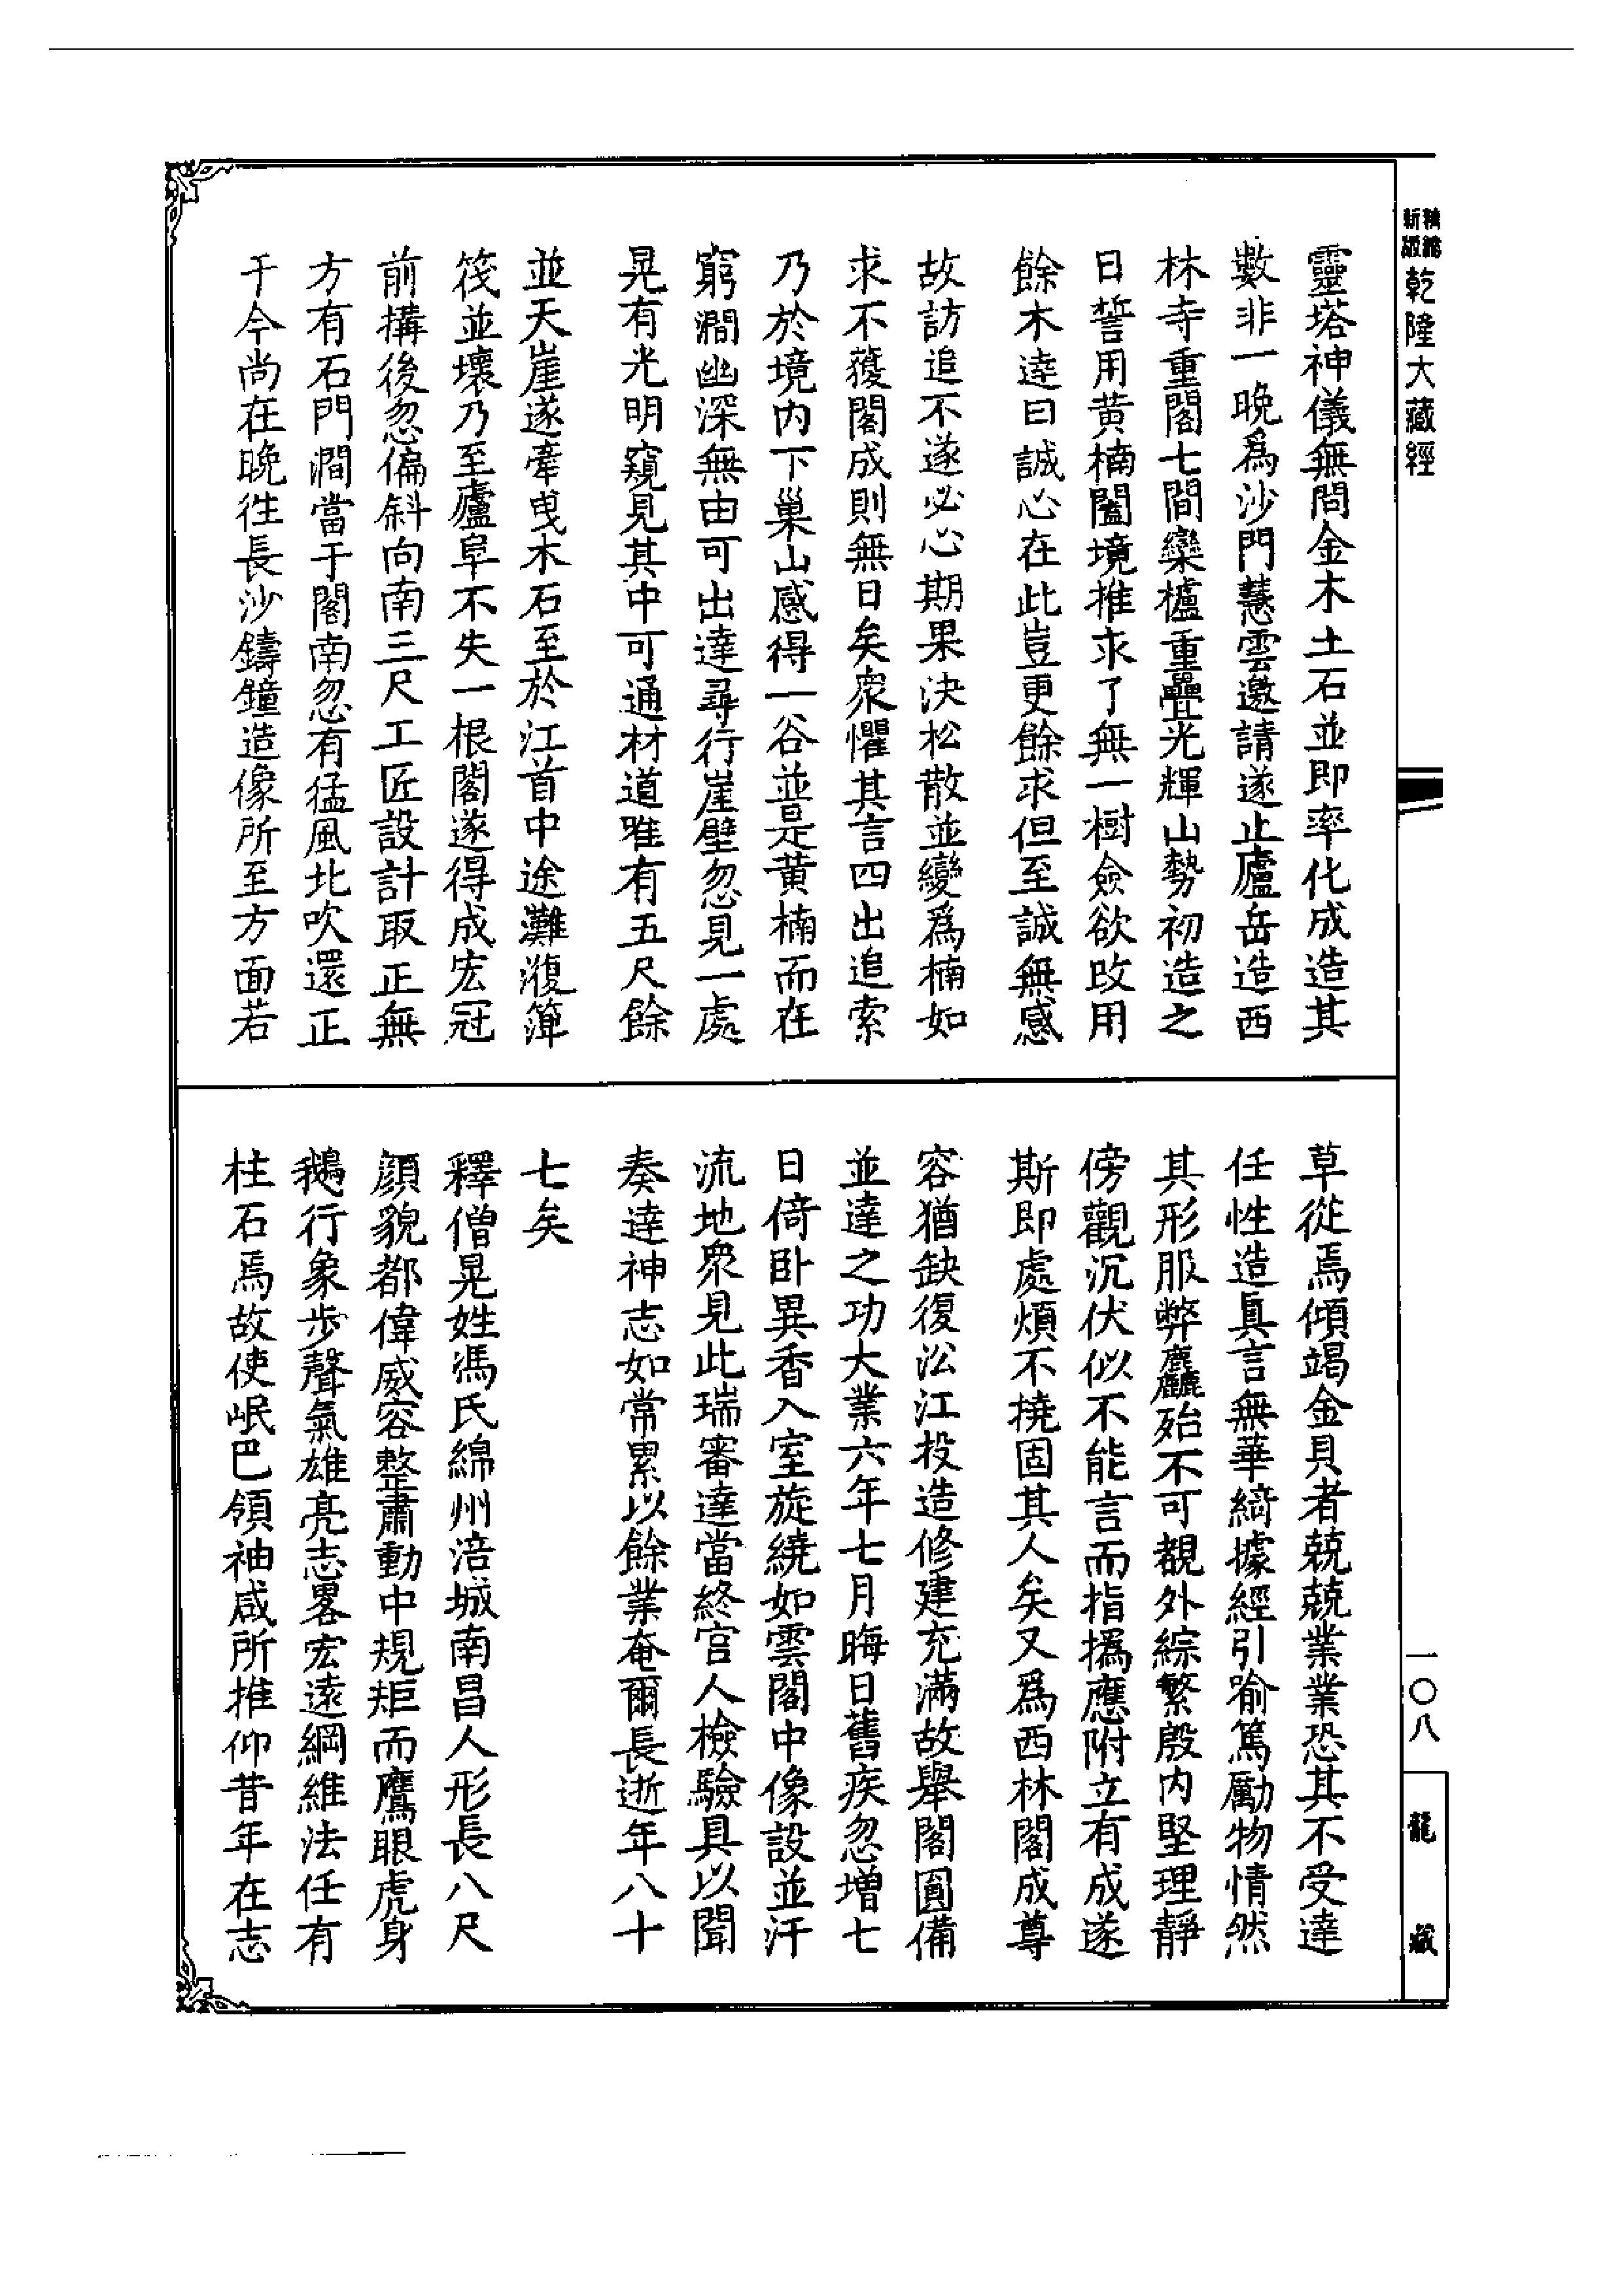 精縮新版乾隆大藏經
靈塔神儀無問金木土石並即率化成造其
數非一晚爲沙門慧雲邀請遂止廬岳造西
林寺重閣七間欒櫨重疊光輝山勢初造之
日誓用黃楠闔境推求了無一樹僉欲改用
餘木達曰誠心在此豈更餘求但至誠無感
故訪追不遂必心期果決松散並變爲楠如
求不獲閣成則無日矣衆懼其言四出追索
乃於境內下巢山感得一谷並是黃楠而在
窮澗幽深無由可出達尋行崖壁忽見一處
晃有光明窺見其中可通材道唯有五尺餘
並天崖遂牽曳木石至於江首中途灘澓簰
筏並壞乃至廬阜不失一根閣遂得成宏冠
前搆後忽偏斜向南三尺工匠設計取正無
方有石門澗當于閣南忽有猛風北吹還正
于今尚在晚往長沙鑄鐘造像所至方面若
草從焉傾竭金貝者兢兢業業恐其不受達
任性造真言無華綺據經引喻篤勵物情然
其形服弊麤殆不可覩外綜繁殷內堅理靜
傍觀沉伏似不能言而指撝應附立有成遂
斯即處煩不撓固其人矣又爲西林閣成尊
容猶缺復沿江投造修建充滿故舉閣圓備
並達之功大業六年七月晦日舊疾忽增七
日倚卧異香入室旋繞如雲閣中像設並汗
流地衆見此瑞審達當終官人檢驗具以聞
奏達神志如常累以餘業奄爾長逝年八十
七矣
釋僧晃姓馮氏綿州涪城南昌人形長八尺
顏貌都偉威容整肅動中規矩而鷹眼虎身
鵝行象步聲氣雄亮志畧宏遠綱維法任有
柱石焉故使岷巴領袖咸所推仰昔年在志
一〇八
龍藏